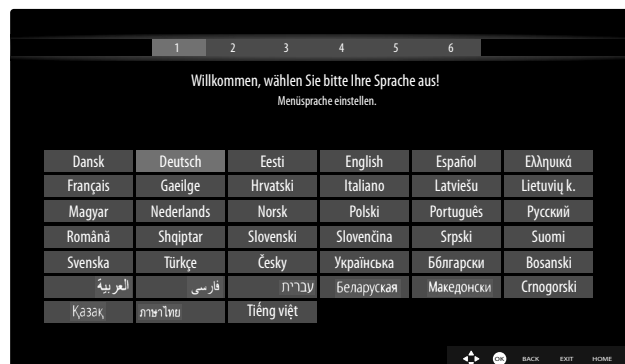 1 2 3 4 5 6
Willkommen, wählen Sie bitte Ihre Sprache aus!
Menüsprache einstellen.
Dansk Deutsch Eesti English Español Ελληυικά
Français Gaeilge Hrvatski Italiano Latviešu Lietuvių k.
Magyar Nederlands Norsk Polski Português Русский
Română Shqiptar Slovenski Slovenčina Srpski Suomi
Svenska Türkçe Česky Українська Бблгарски Bosanski
العربية فارسی עברית Беларуская Македонски Crnogorski
Қазақ ภาษาไทย Tiếng việt
OK BACK EXIT HOME